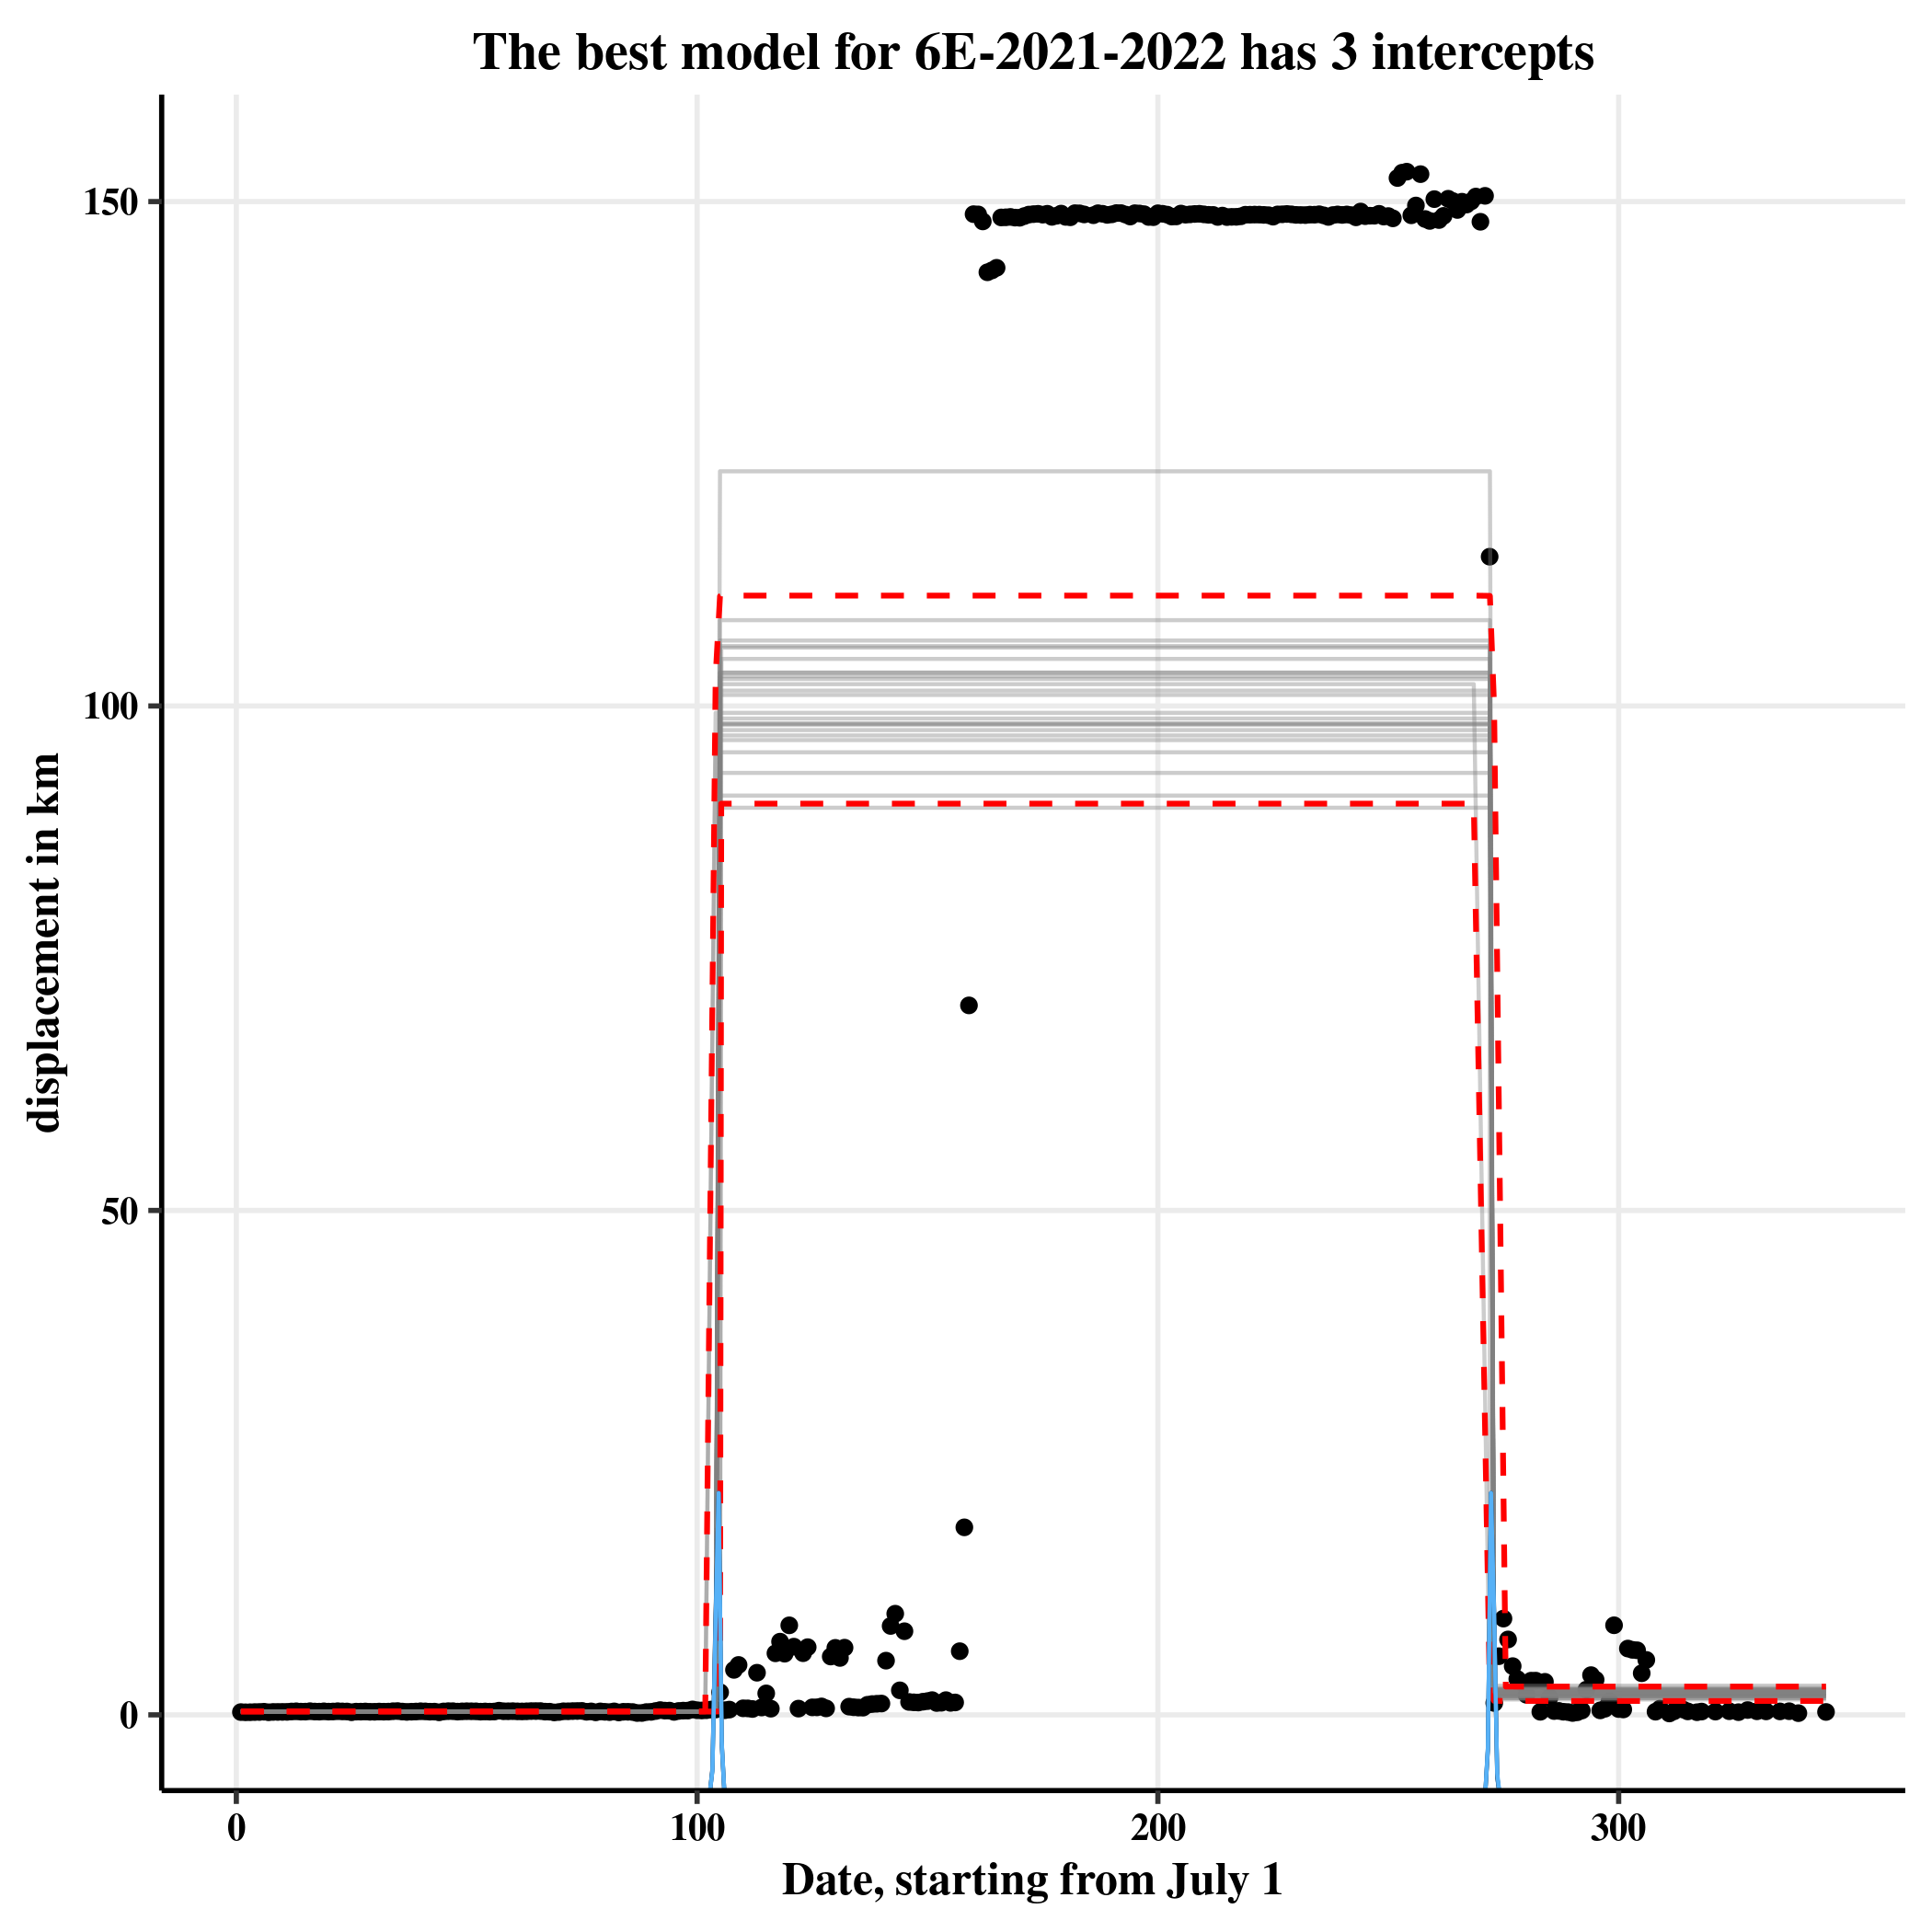 The best model for 6E-2021-2022 has 3 intercepts
displacement in km
150
100
50
0
0 100 200 300
Date, starting from July 1